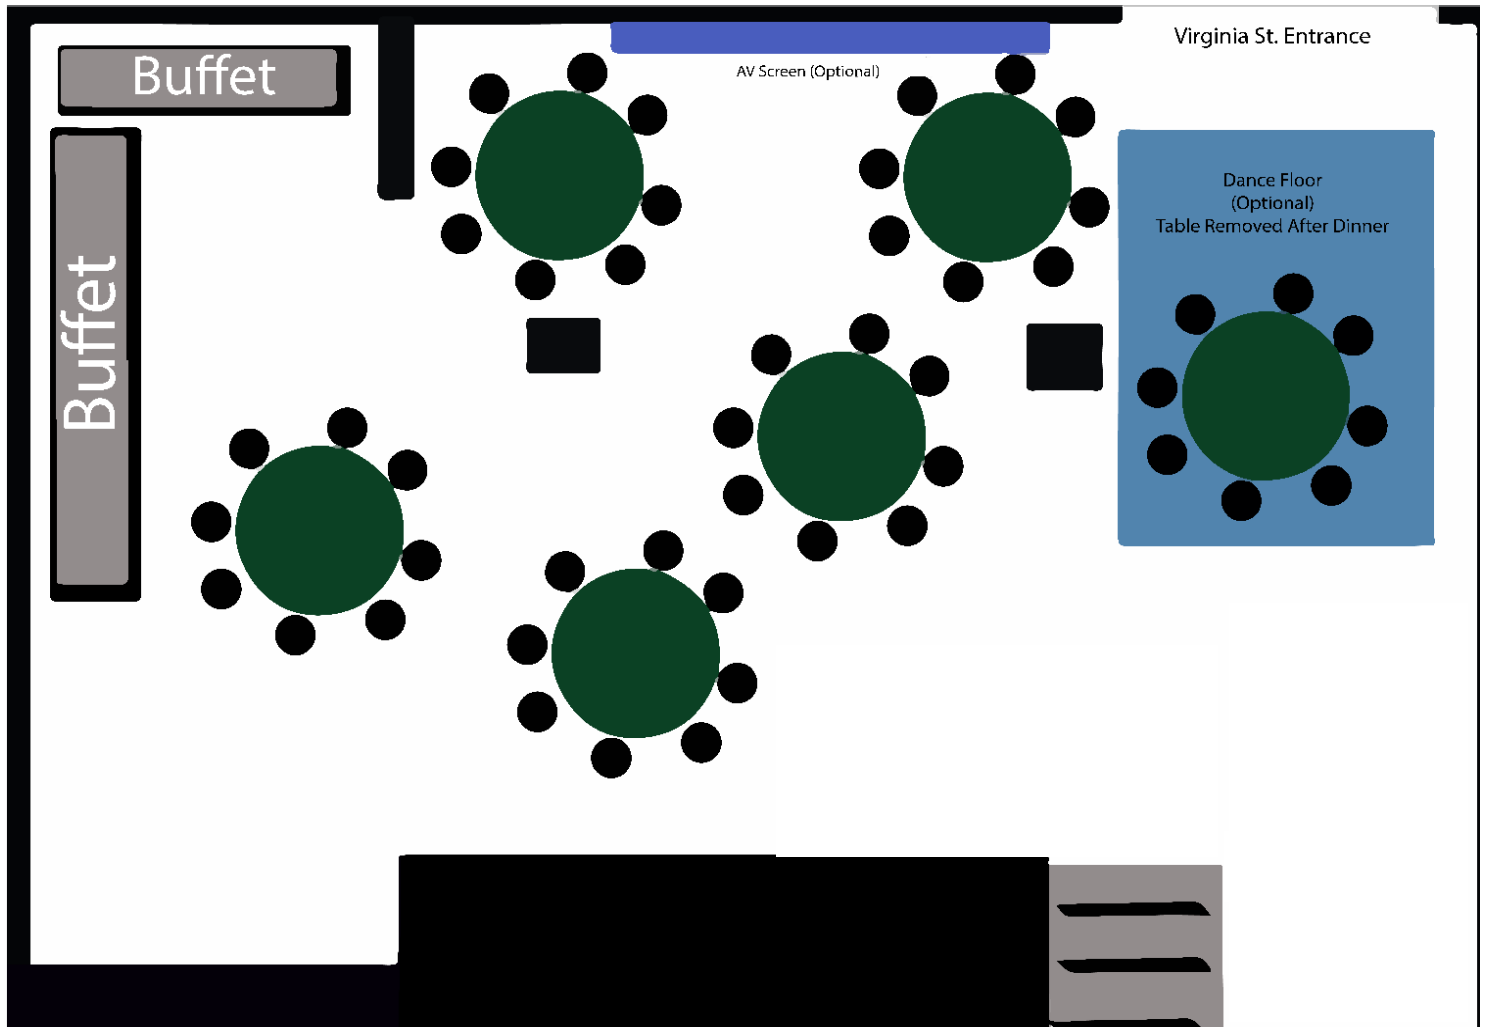 Virginia St. Entrance
Buffet
AV Screen (Optional)
Dance Floor
(Optional)
Table Removed After Dinner
Buffet